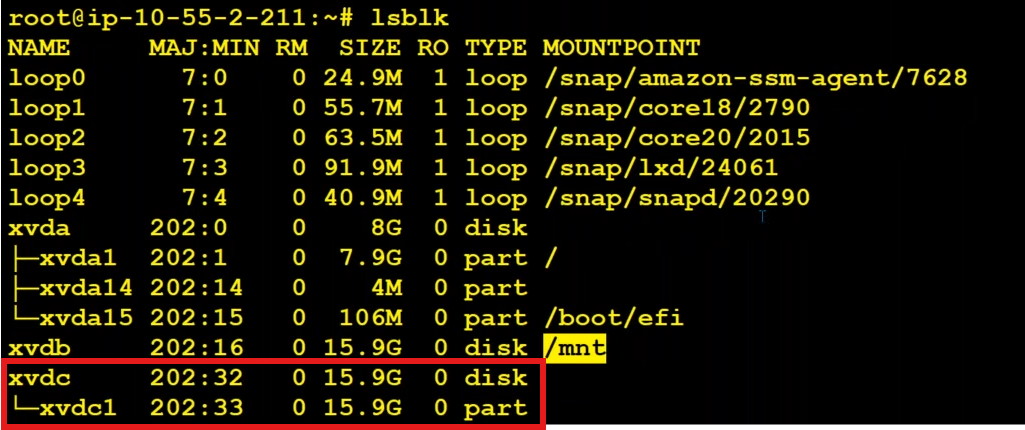 root@ip-10-55-2-211:~# lsblk
NAME     MAJ:MIN RM  SIZE RO TYPE MOUNTPOINT
loop0      7:0    0 24.9M  1 loop /snap/amazon-ssm-agent/7628
loop1      7:1    0 55.7M  1 loop /snap/core18/2790
loop2      7:2    0 63.5M  1 loop /snap/core20/2015
loop3      7:3    0 91.9M  1 loop /snap/lxd/24061
loop4      7:4    0 40.9M  1 loop /snap/snapd/20290
xvda     202:0    0    8G  0 disk
├─xvda1  202:1    0  7.9G  0 part /
├─xvda14 202:14   0    4M  0 part
└─xvda15 202:15   0  106M  0 part /boot/efi
xvdb     202:16   0 15.9G  0 disk /mnt
xvdc     202:32   0 15.9G  0 disk
└─xvdc1  202:33   0 15.9G  0 part